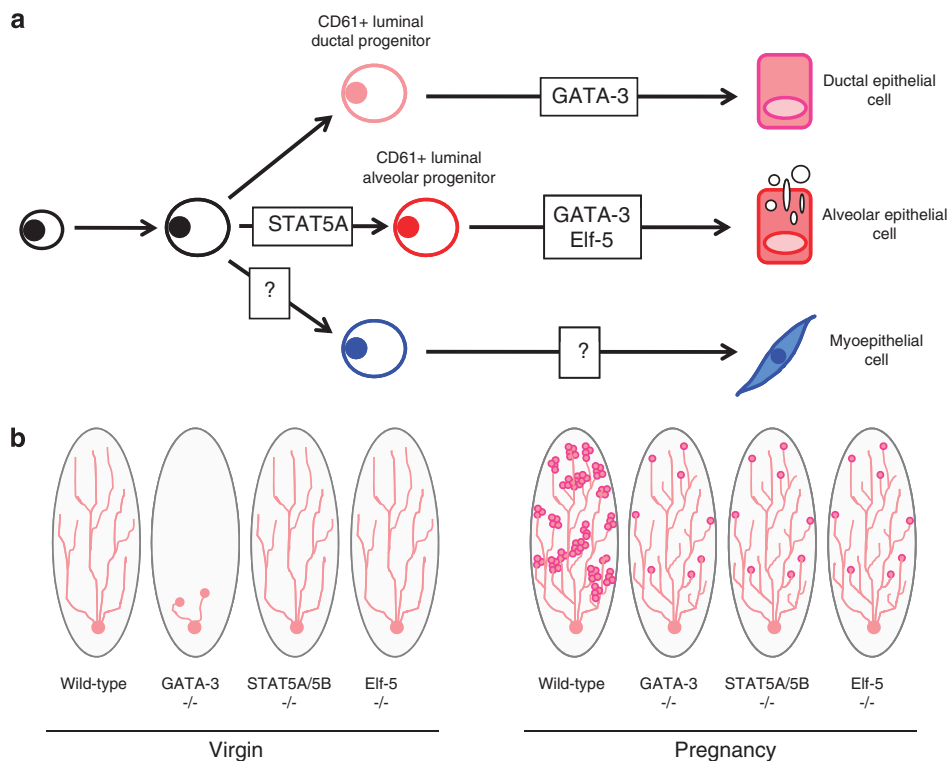 a
CD61+ luminal
ductal progenitor
GATA-3
Ductal epithelial
cell
CD61+ luminal
alveolar progenitor
STAT5A
GATA-3
Elf-5
Alveolar epithelial
cell
?
?
Myoepithelial
cell
b
Wild-type
GATA-3
-/-
STAT5A/5B
-/-
Elf-5
-/-
Virgin
Wild-type
GATA-3
-/-
STAT5A/5B
-/-
Elf-5
-/-
Pregnancy